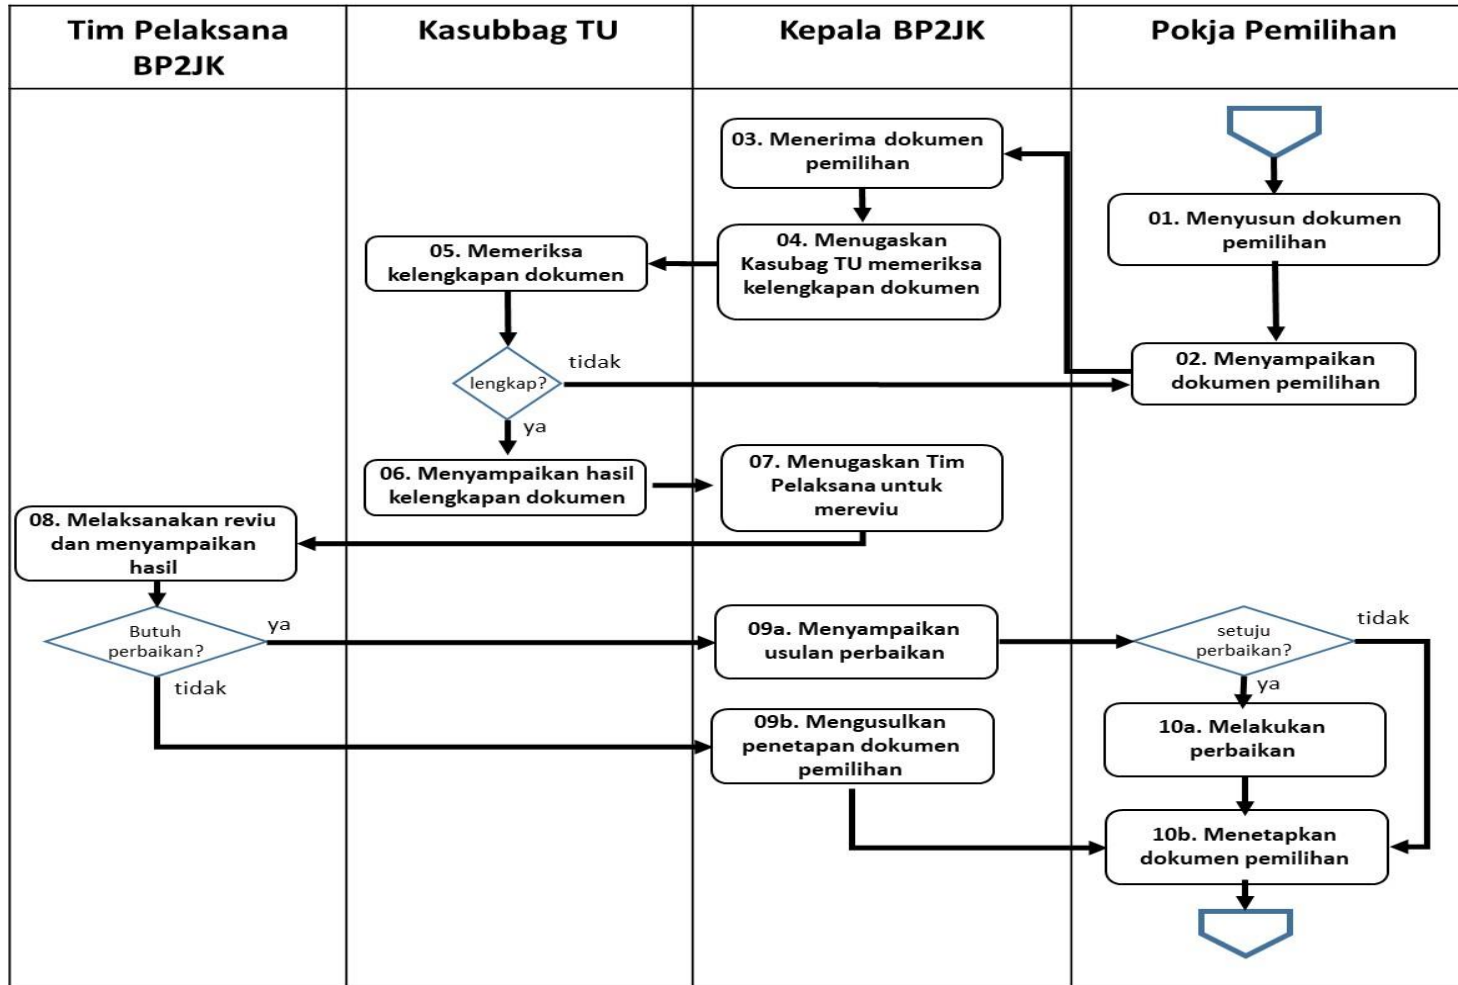 Tim Pelaksana
BP2JK
Kasubbag TU
Kepala BP2JK
Pokja Pemilihan
01. Menyusun dokumen
pemilihan
02. Menyampaikan
dokumen pemilihan
03. Menerima dokumen
pemilihan
04. Menugaskan
Kasubag TU memeriksa
kelengkapan dokumen
05. Memeriksa
kelengkapan dokumen
lengkap?
tidak
ya
06. Menyampaikan hasil
kelengkapan dokumen
07. Menugaskan Tim
Pelaksana untuk
mereviu
08. Melaksanakan reviu
dan menyampaikan
hasil
Butuh
perbaikan?
ya
tidak
09a. Menyampaikan
usulan perbaikan
09b. Mengusulkan
penetapan dokumen
pemilihan
setuju
perbaikan?
tidak
ya
10a. Melakukan
perbaikan
10b. Menetapkan
dokumen pemilihan